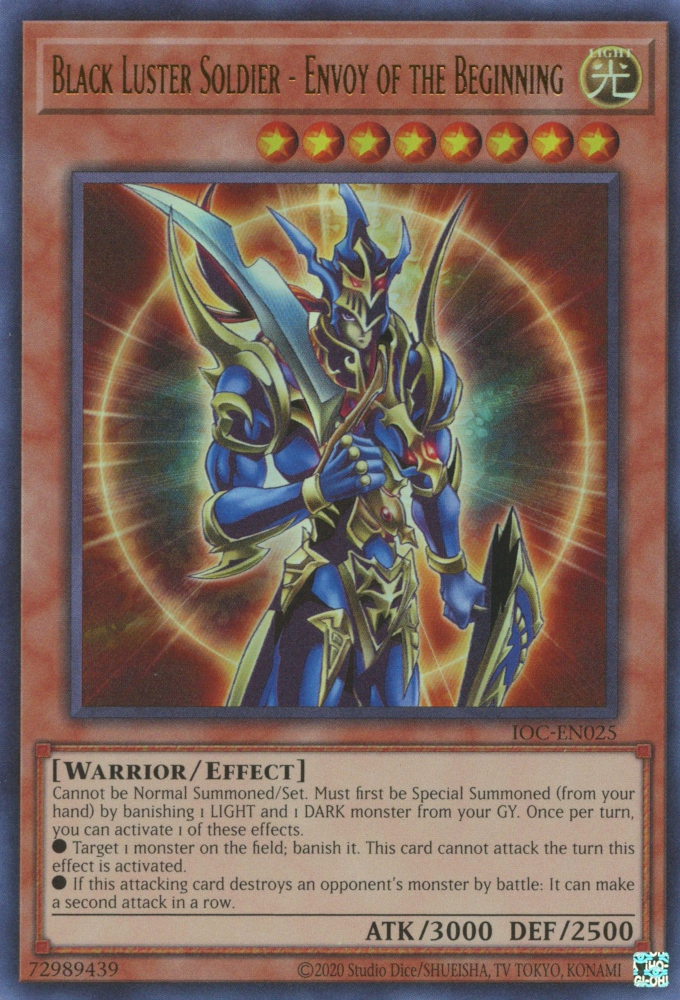 BLACK LUSTER SOLDIER - ENVOY OF THE BEGINNING
LIGHT
光
IOC-EN025
[WARRIOR/EFFECT]
Cannot be Normal Summoned/Set. Must first be Special Summoned (from your
hand) by banishing 1 LIGHT and 1 DARK monster from your GY. Once per turn,
you can activate 1 of these effects.
● Target 1 monster on the field; banish it. This card cannot attack the turn this
effect is activated.
● If this attacking card destroys an opponent's monster by battle: It can make
a second attack in a row.
ATK/3000 DEF/2500
72989439
©2020 Studio Dice/SHUEISHA, TV TOKYO, KONAMI